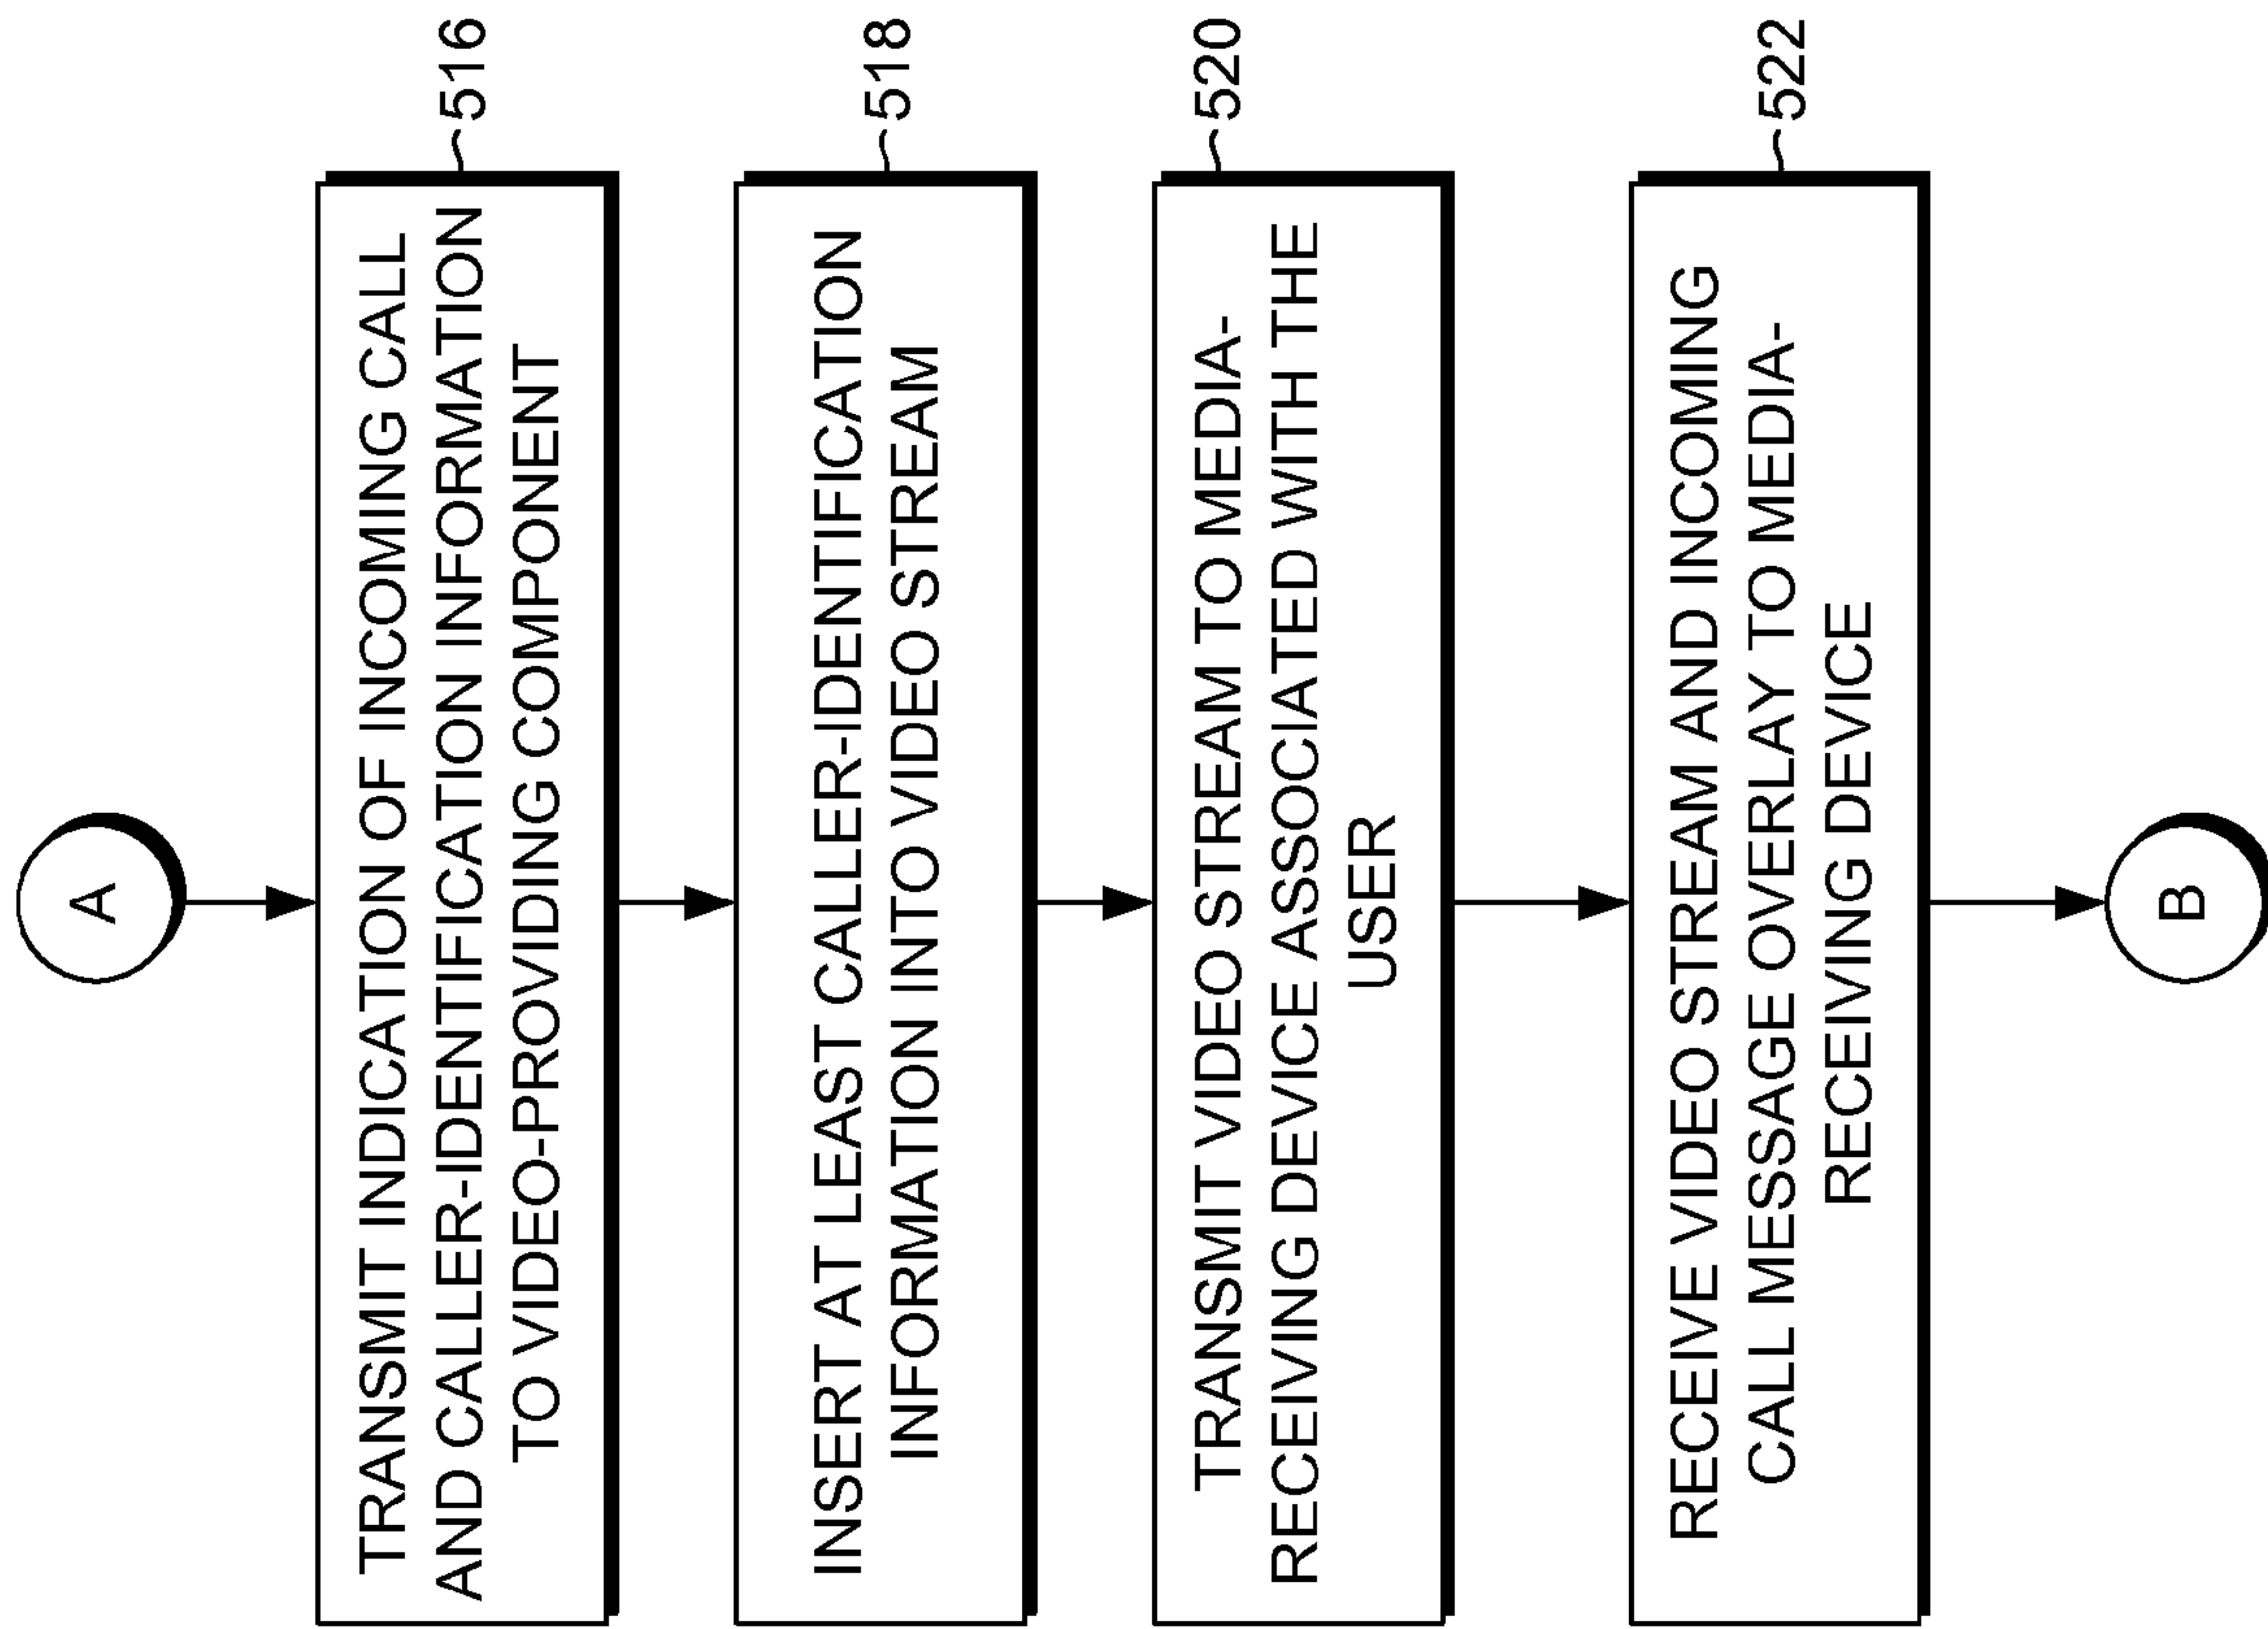 A
TRANSMIT INDICATION OF INCOMING CALL
AND CALLER-IDENTIFICATION INFORMATION
TO VIDEO-PROVIDING COMPONENT
516
INSERT AT LEAST CALLER-IDENTIFICATION
INFORMATION INTO VIDEO STREAM
518
TRANSMIT VIDEO STREAM TO MEDIA-
RECEIVING DEVICE ASSOCIATED WITH THE
USER
520
RECEIVE VIDEO STREAM AND INCOMING
CALL MESSAGE OVERLAY TO MEDIA-
RECEIVING DEVICE
522
B